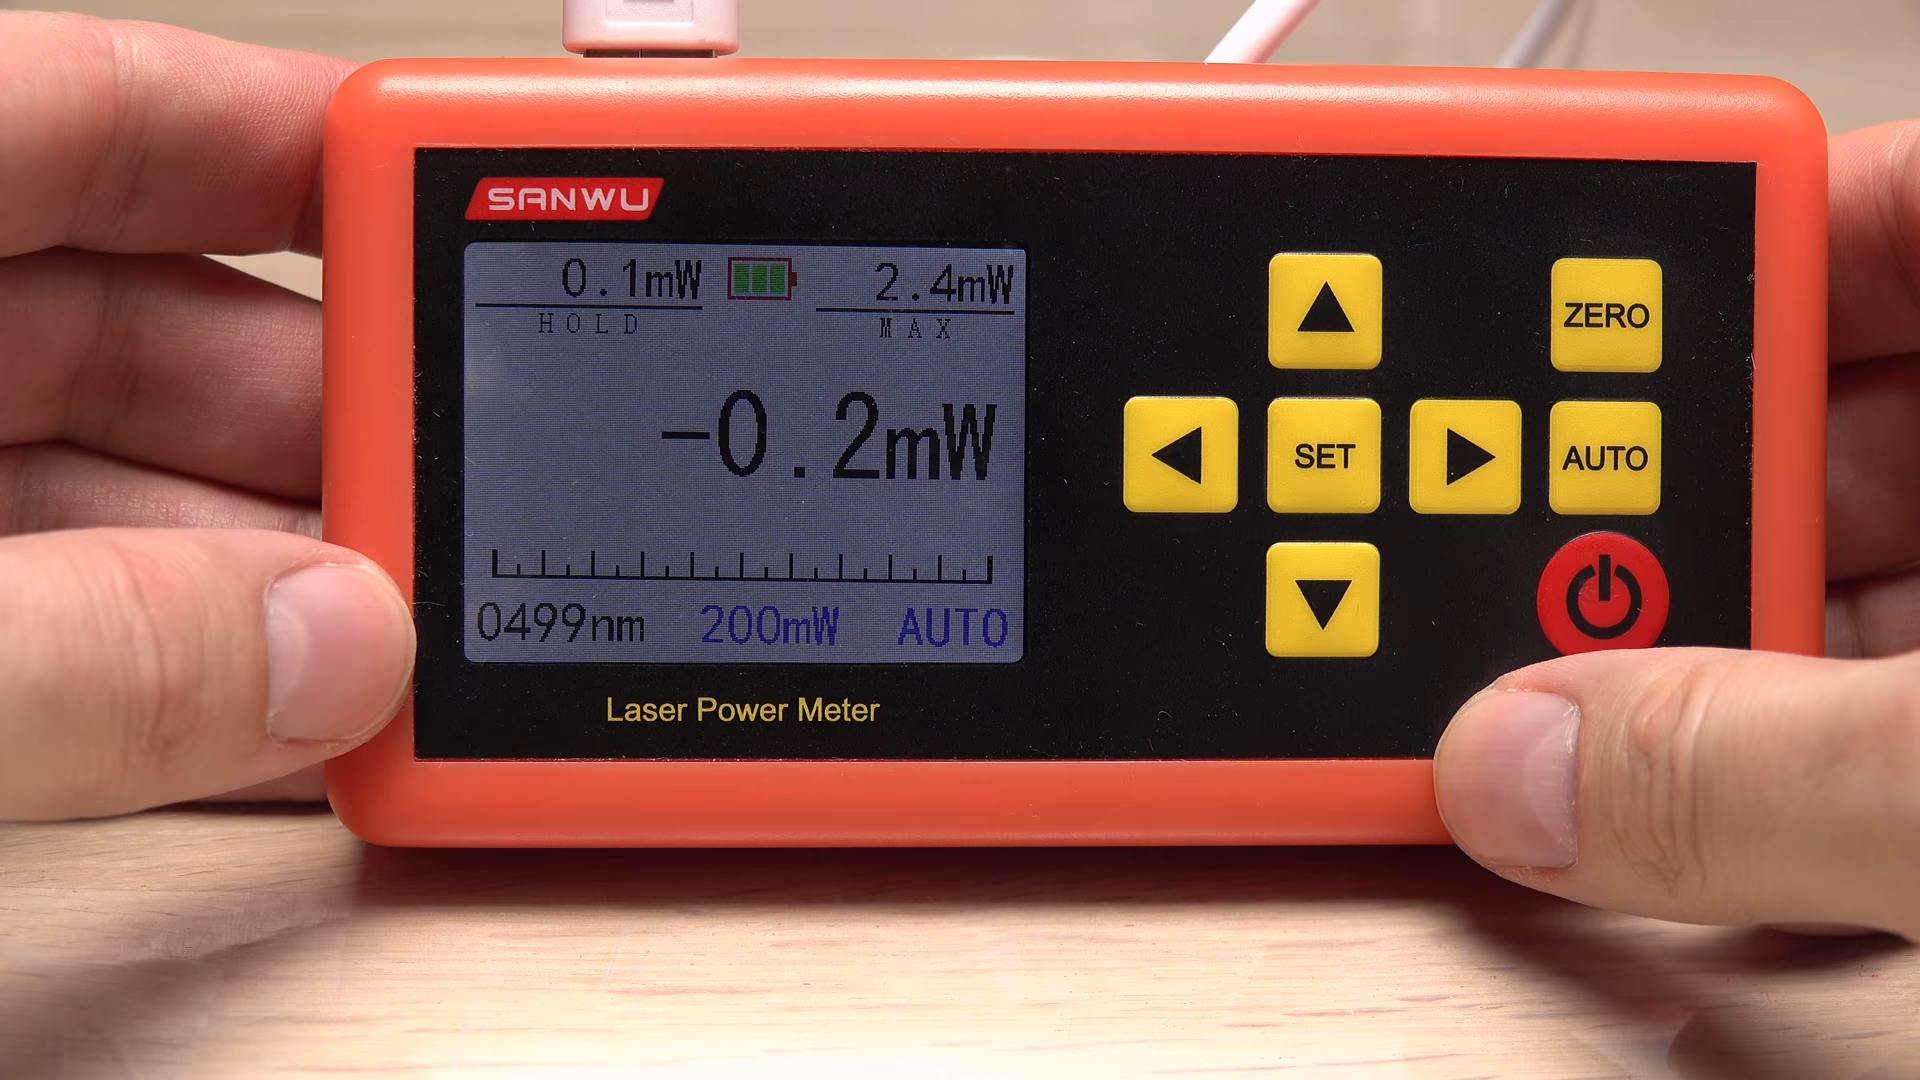 SANWU
0.1mW 2.4mW
HOLD MAX
-0.2mW
0499nm 200mW AUTO
Laser Power Meter
ZERO
SET AUTO